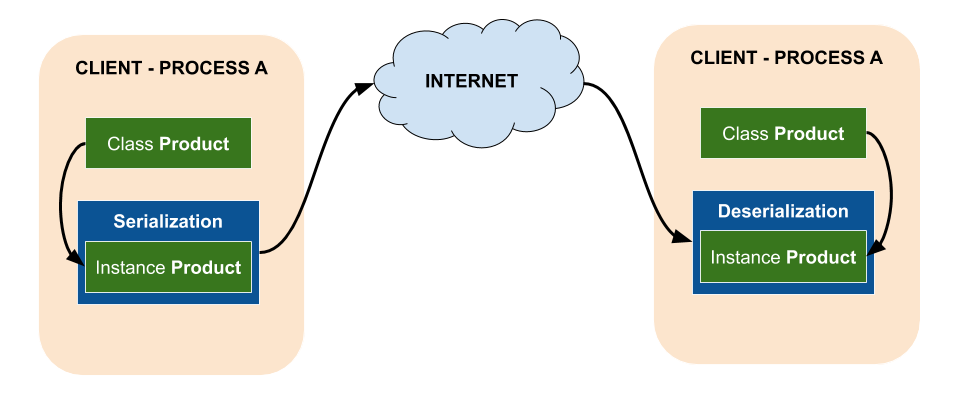 CLIENT - PROCESS A
Class Product
Serialization
Instance Product
INTERNET
CLIENT - PROCESS A
Class Product
Deserialization
Instance Product